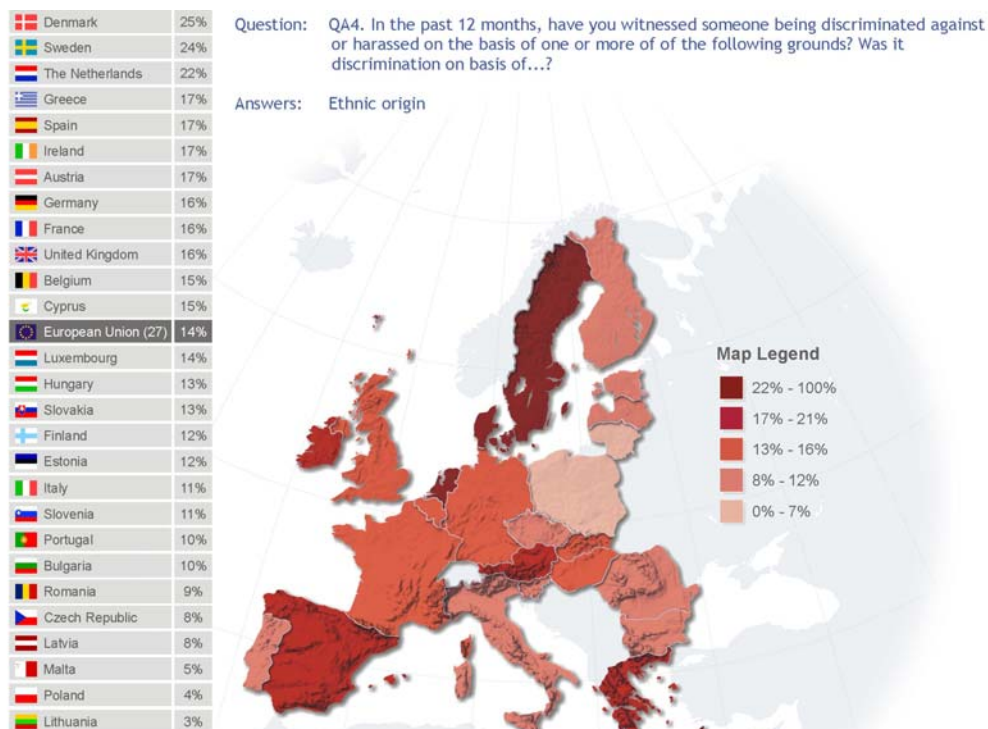 Denmark 25%
Sweden 24%
The Netherlands 22%
Greece 17%
Spain 17%
Ireland 17%
Austria 17%
Germany 16%
France 16%
United Kingdom 16%
Belgium 15%
Cyprus 15%
European Union (27) 14%
Luxembourg 14%
Hungary 13%
Slovakia 13%
Finland 12%
Estonia 12%
Italy 11%
Slovenia 11%
Portugal 10%
Bulgaria 10%
Romania 9%
Czech Republic 8%
Latvia 8%
Malta 5%
Poland 4%
Lithuania 3%
Question: QA4. In the past 12 months, have you witnessed someone being discriminated against
or harassed on the basis of one or more of of the following grounds? Was it
discrimination on basis of...?
Answers: Ethnic origin
Map Legend
22% - 100%
17% - 21%
13% - 16%
8% - 12%
0% - 7%